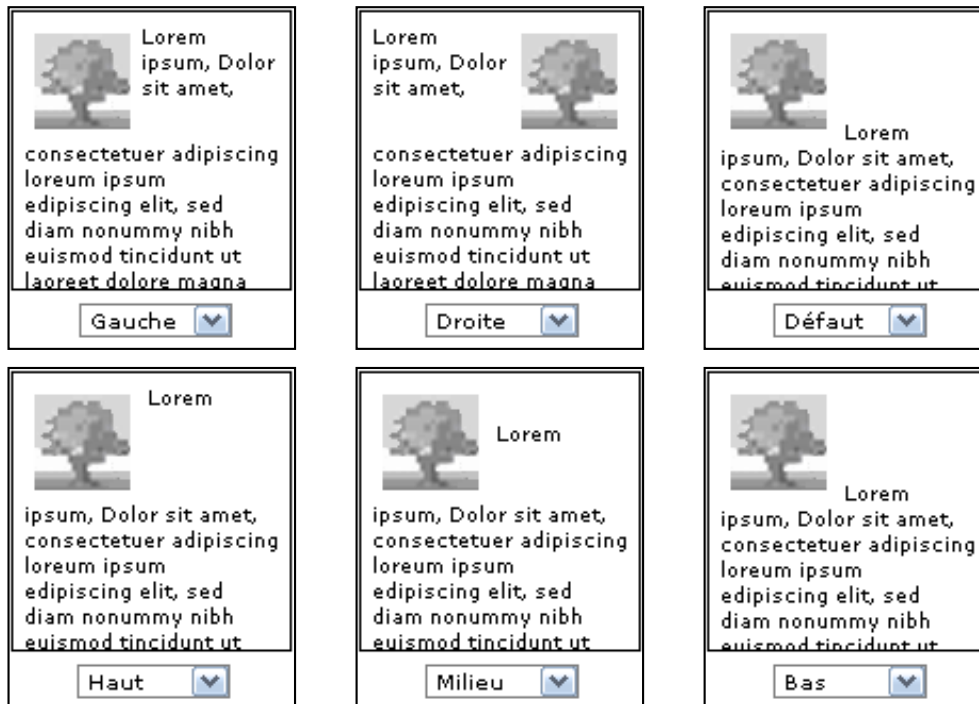 Lorem
ipsum, Dolor
sit amet,
consectetuer adipiscing
loreum ipsum
edipiscing elit, sed
diam nonummy nibh
euismod tincidunt ut
laoreet dolore magna
Gauche
Lorem
ipsum, Dolor
sit amet,
consectetuer adipiscing
loreum ipsum
edipiscing elit, sed
diam nonummy nibh
euismod tincidunt ut
laoreet dolore magna
Droite
Lorem
ipsum, Dolor sit amet,
consectetuer adipiscing
loreum ipsum
edipiscing elit, sed
diam nonummy nibh
euismod tincidunt ut
Défaut
Lorem
ipsum, Dolor sit amet,
consectetuer adipiscing
loreum ipsum
edipiscing elit, sed
diam nonummy nibh
euismod tincidunt ut
Haut
Lorem
ipsum, Dolor sit amet,
consectetuer adipiscing
loreum ipsum
edipiscing elit, sed
diam nonummy nibh
euismod tincidunt ut
Milieu
Lorem
ipsum, Dolor sit amet,
consectetuer adipiscing
loreum ipsum
edipiscing elit, sed
diam nonummy nibh
euismod tincidunt ut
Bas